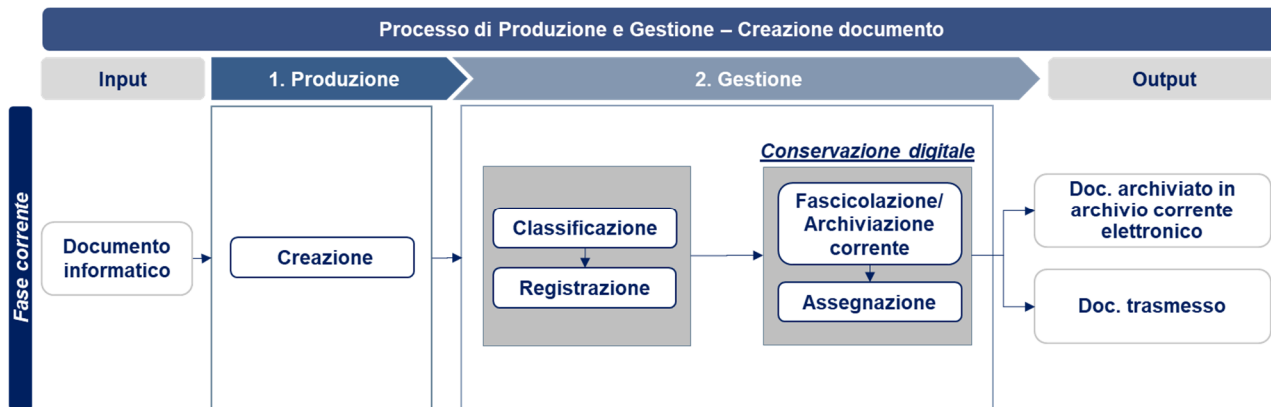 Processo di Produzione e Gestione – Creazione documento
Input
1. Produzione
2. Gestione
Output
Fase corrente
Documento
informatico
Creazione
Classificazione
Registrazione
Conservazione digitale
Fascicolazione/
Archiviazione
corrente
Assegnazione
Doc. archiviato in
archivio corrente
elettronico
Doc. trasmesso